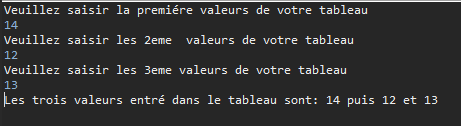 Veuillez saisir la premiére valeurs de votre tableau
14
Veuillez saisir les 2eme  valeurs de votre tableau
12
Veuillez saisir les 3eme valeurs de votre tableau
13
Les trois valeurs entré dans le tableau sont: 14 puis 12 et 13